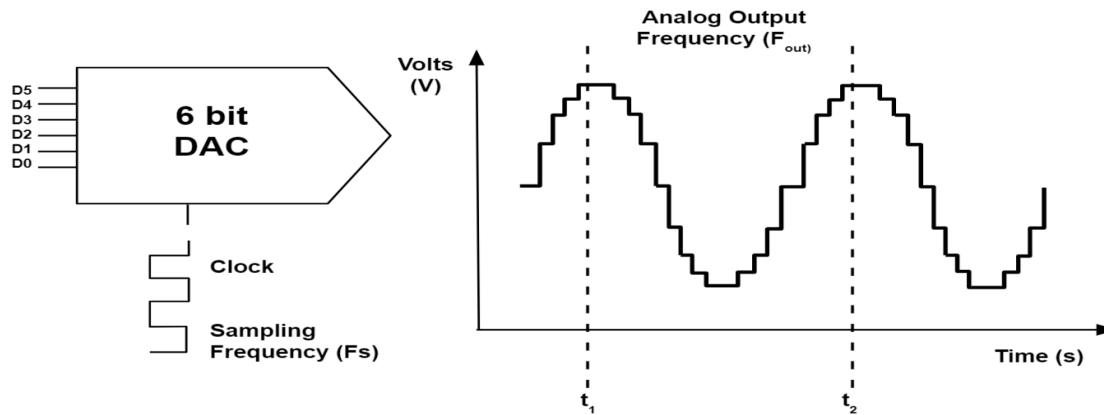 D5
D4
D3
D2
D1
D0
6 bit
DAC
Clock
Sampling
Frequency (Fs)
Analog Output
Frequency (Fout)
Volts
(V)
Time (s)
t1
t2